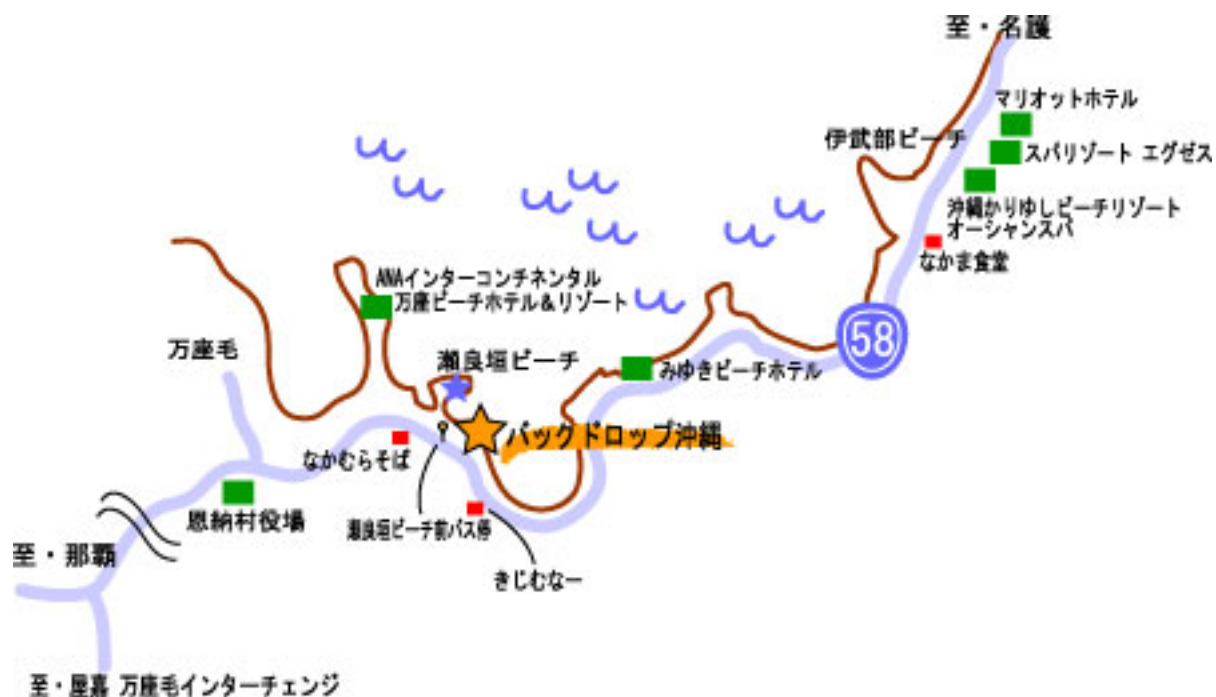 至・名護
マリオットホテル
伊武部ビーチ
スパリゾート エグゼス
沖縄かりゆしビーチリゾート
オーシャンスパ
なかま食堂
ANAインターコンチネンタル
万座ビーチホテル&リゾート
58
万座毛
瀬良垣ビーチ
みゆきビーチホテル
バックドロップ沖縄
なかむらそば
恩納村役場
瀬良垣ビーチ前バス停
至・那覇
きじむなー
至・屋嘉 万座毛インターチェンジ